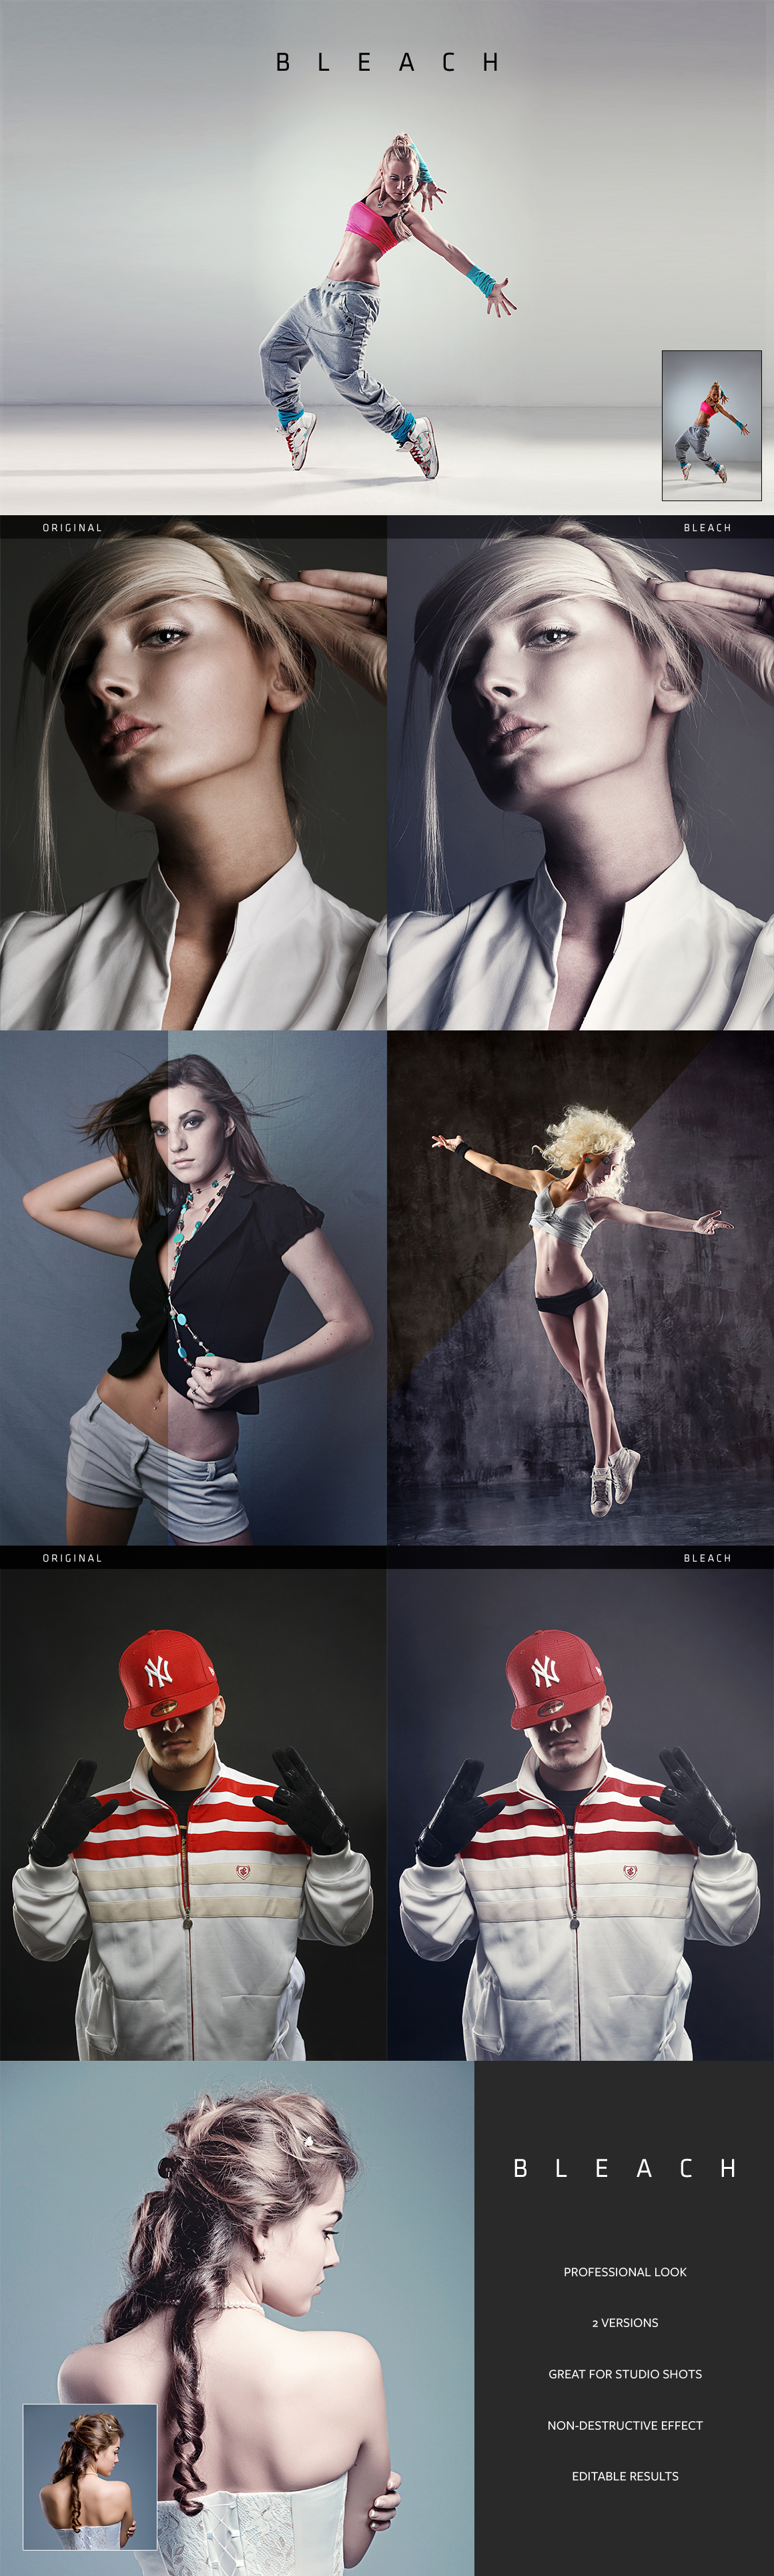 BLEACH
ORIGINAL
BLEACH
ORIGINAL
BLEACH
NY
BLEACH
PROFESSIONAL LOOK
2 VERSIONS
GREAT FOR STUDIO SHOTS
NON-DESTRUCTIVE EFFECT
EDITABLE RESULTS